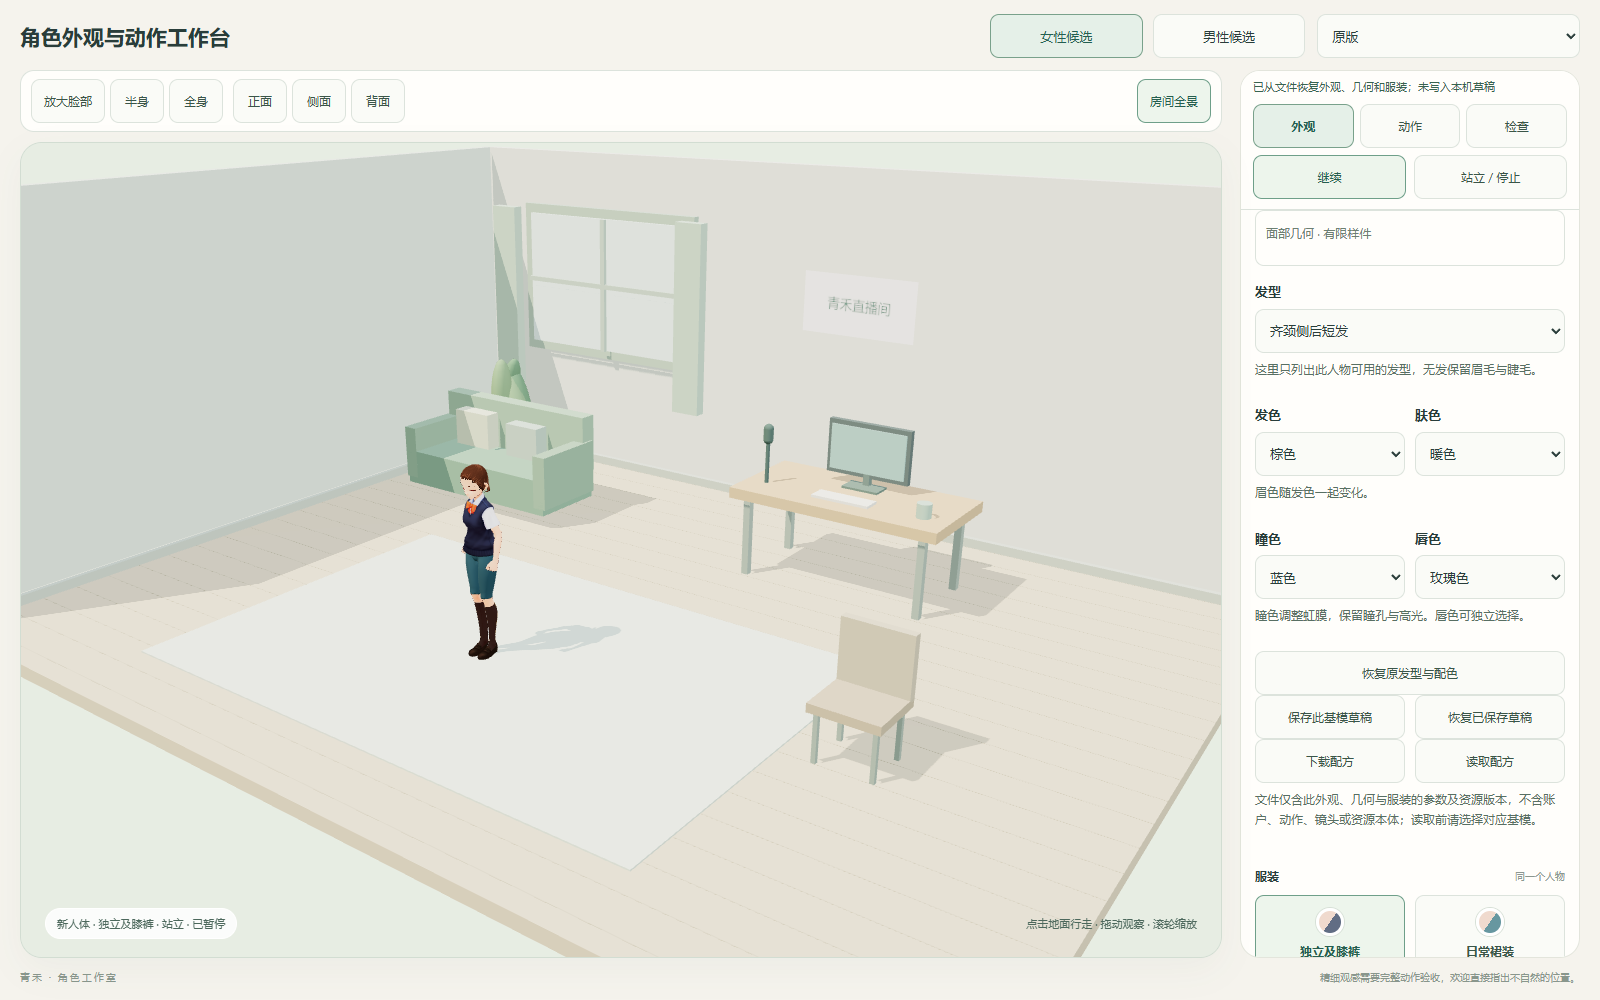 角色外观与动作工作台
女性候选
男性候选
原版
放大脸部
半身
全身
正面
侧面
背面
房间全景
青禾直播间
新人体 · 独立及膝裤 · 站立 · 已暂停
点击地面行走 · 拖动观察 · 滚轮缩放
已从文件恢复外观、几何和服装；未写入本机草稿
外观
动作
检查
继续
站立 / 停止
面部几何 · 有限样件
发型
齐颈侧后短发
这里只列出此人物可用的发型，无发保留眉毛与睫毛。
发色
肤色
棕色
暖色
眉色随发色一起变化。
瞳色
唇色
蓝色
玫瑰色
瞳色调整虹膜，保留瞳孔与高光。唇色可独立选择。
恢复原发型与配色
保存此基模草稿
恢复已保存草稿
下载配方
读取配方
文件仅含此外观、几何与服装的参数及资源版本，不含账
户、动作、镜头或资源本体；读取前请选择对应基模。
服装
同一个人物
独立及膝裤
日常裙装
青禾 · 角色工作室
精细观感需要完整动作验收，欢迎直接指出不自然的位置。